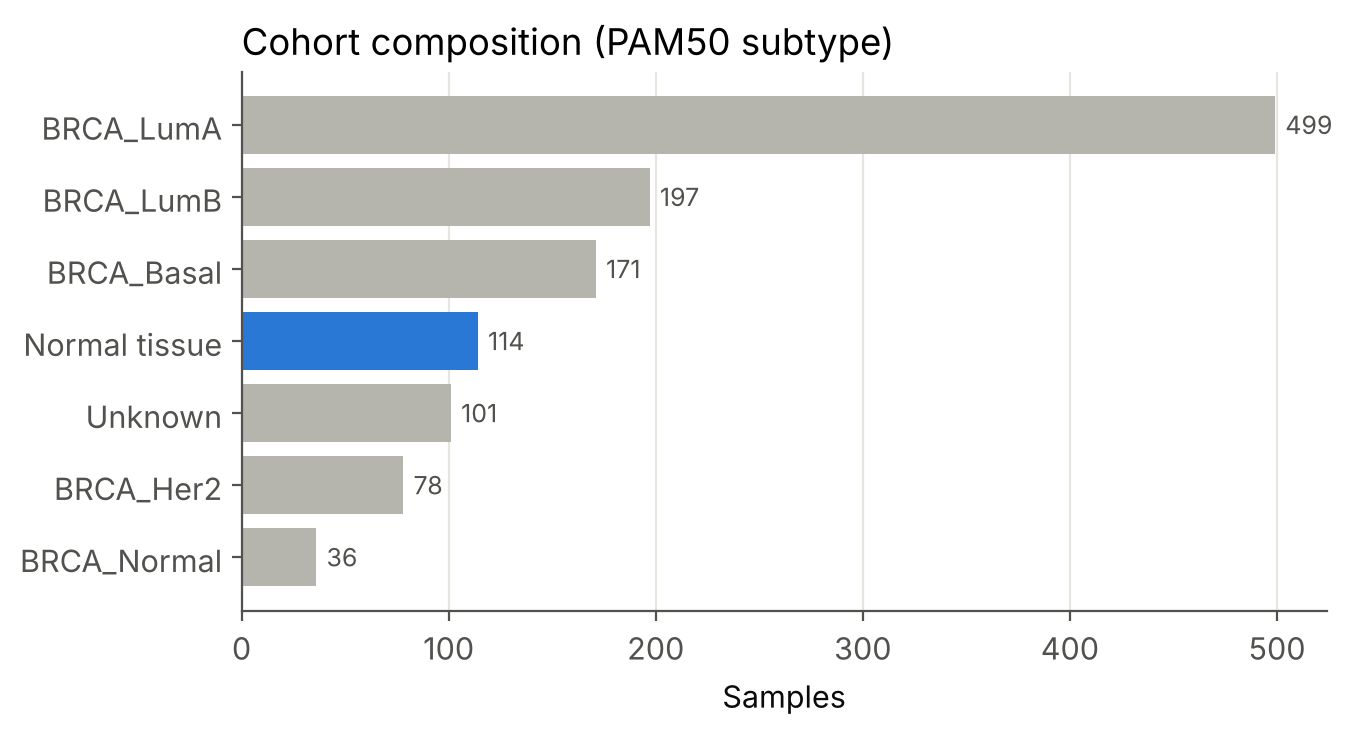 Cohort composition (PAM50 subtype)
BRCA_LumA 499
BRCA_LumB 197
BRCA_Basal 171
Normal tissue 114
Unknown 101
BRCA_Her2 78
BRCA_Normal 36
0 100 200 300 400 500
Samples